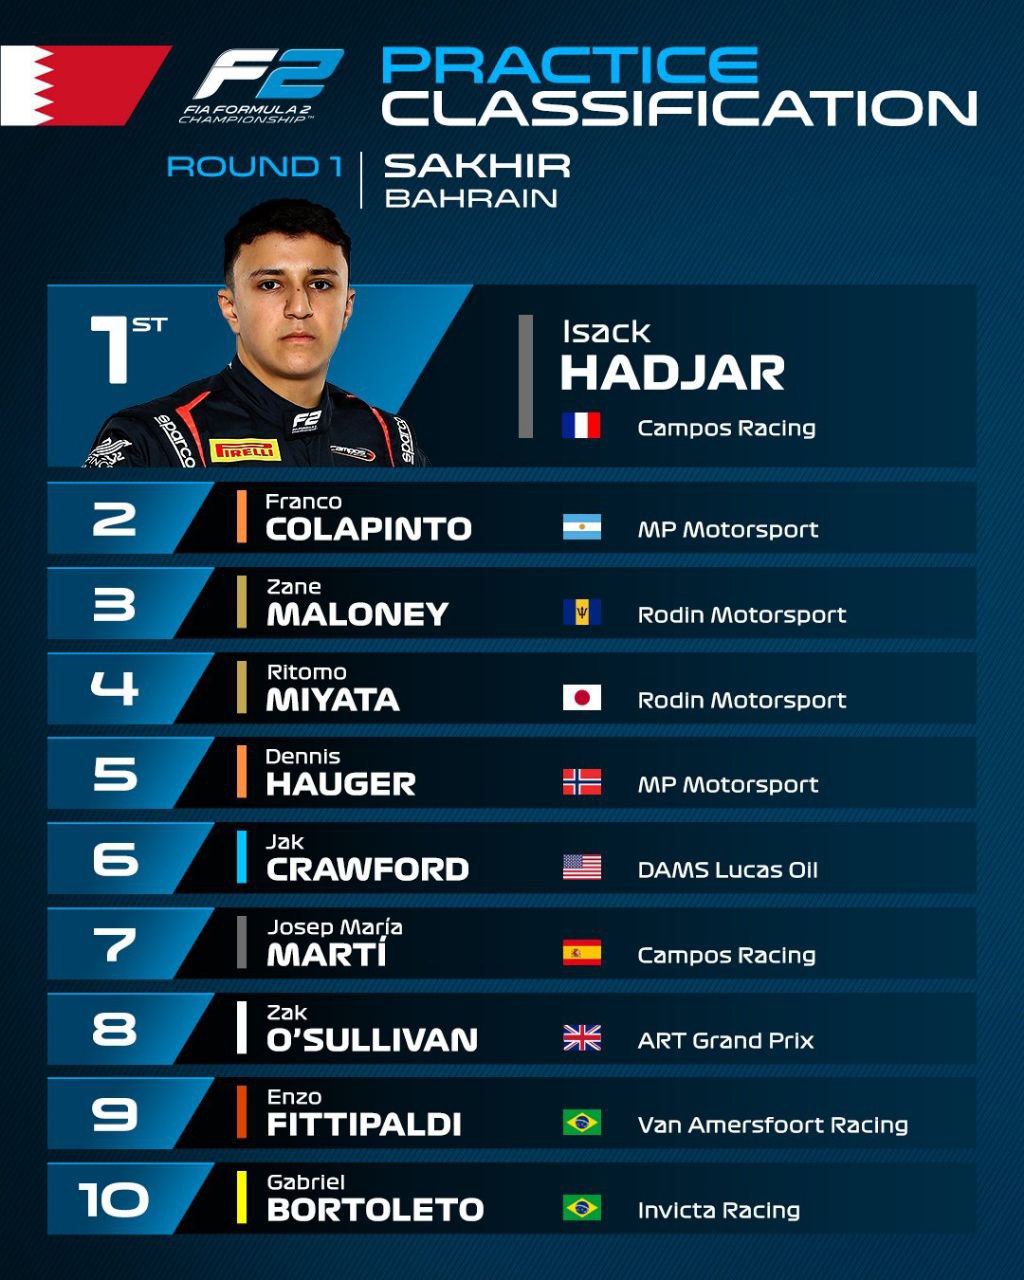 F2
FIA FORMULA 2
CHAMPIONSHIP™
PRACTICE
CLASSIFICATION
ROUND 1
SAKHIR
BAHRAIN
1ST
Isack
HADJAR
Campos Racing
sparco
PIRELLI
F2
campos
sparco
2
Franco
COLAPINTO
MP Motorsport
3
Zane
MALONEY
Rodin Motorsport
4
Ritomo
MIYATA
Rodin Motorsport
5
Dennis
HAUGER
MP Motorsport
6
Jak
CRAWFORD
DAMS Lucas Oil
7
Josep María
MARTÍ
Campos Racing
8
Zak
O'SULLIVAN
ART Grand Prix
9
Enzo
FITTIPALDI
Van Amersfoort Racing
10
Gabriel
BORTOLETO
Invicta Racing